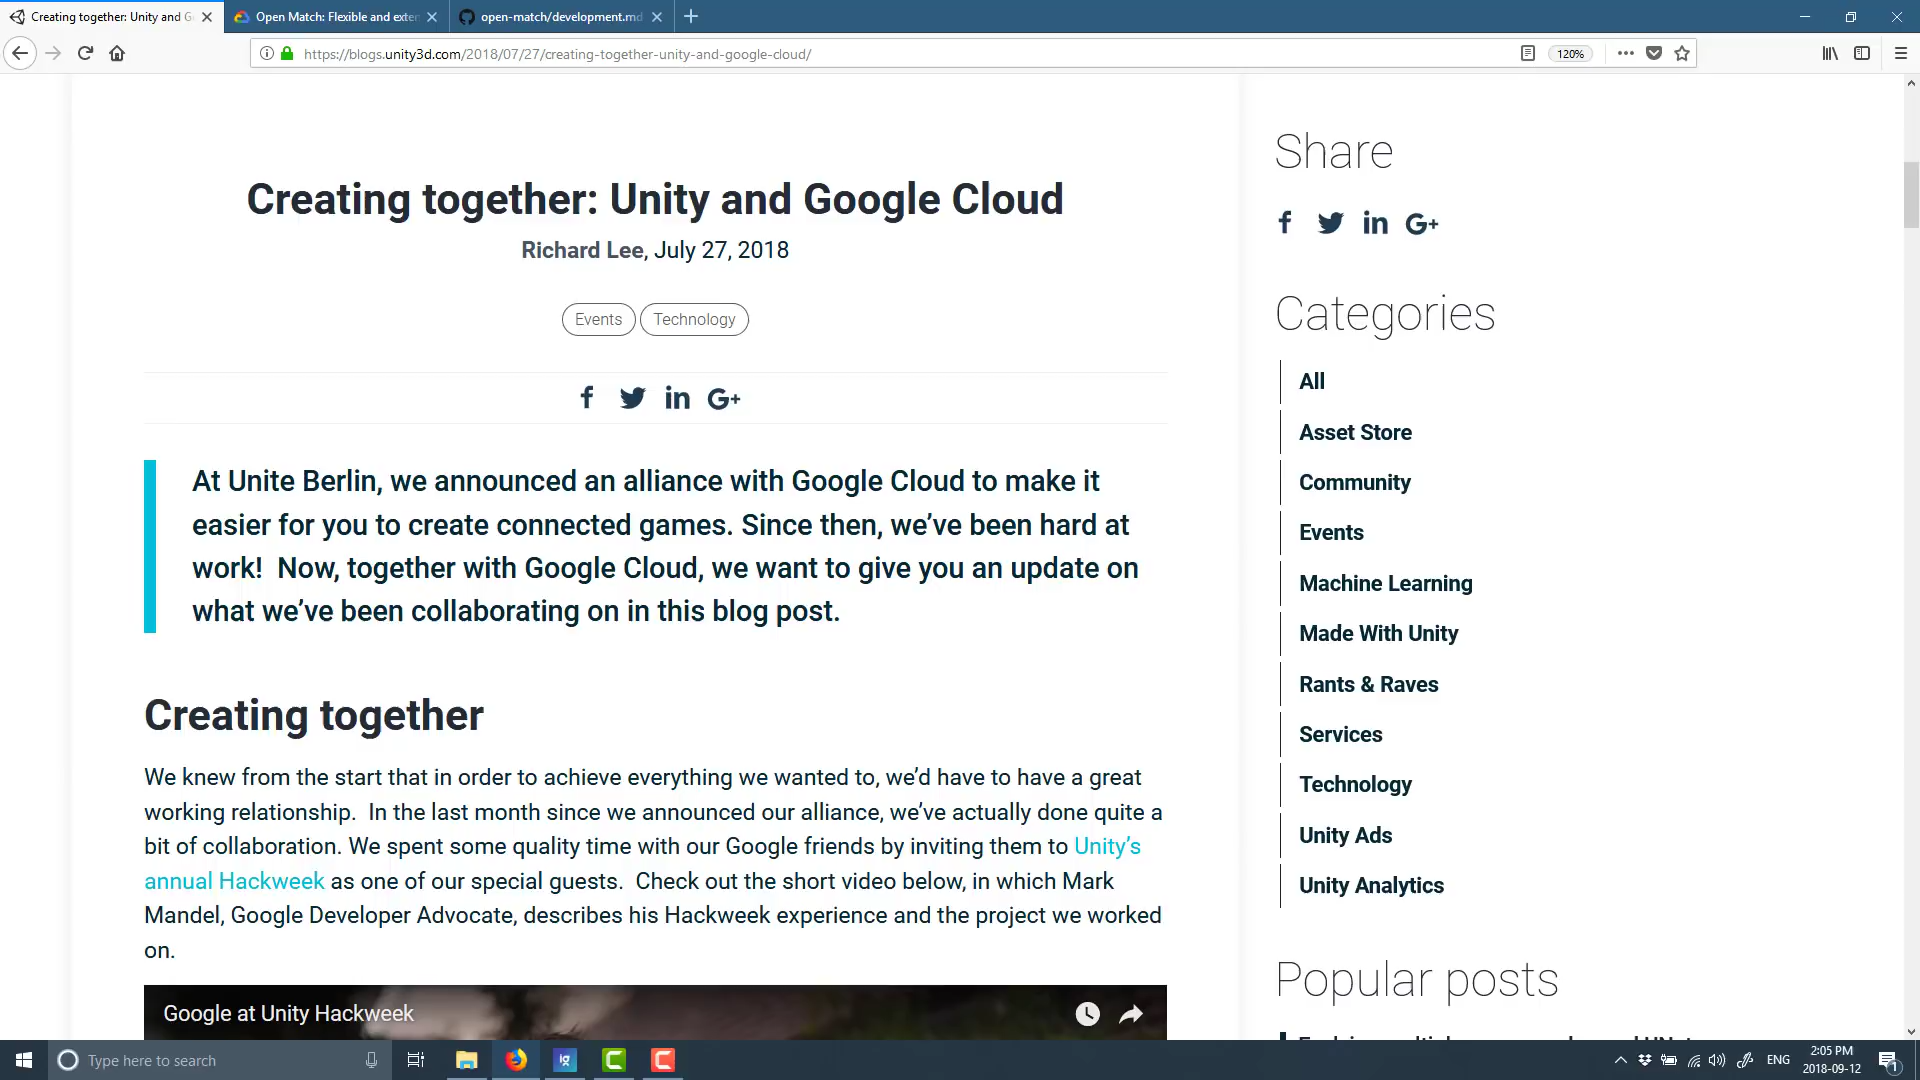 Creating together: Unity and G
Open Match: Flexible and exten
open-match/development.md
https://blogs.unity3d.com/2018/07/27/creating-together-unity-and-google-cloud/
120%
Creating together: Unity and Google Cloud
Richard Lee, July 27, 2018
Events
Technology
At Unite Berlin, we announced an alliance with Google Cloud to make it
easier for you to create connected games. Since then, we’ve been hard at
work!  Now, together with Google Cloud, we want to give you an update on
what we’ve been collaborating on in this blog post.
Creating together
We knew from the start that in order to achieve everything we wanted to, we’d have to have a great
working relationship.  In the last month since we announced our alliance, we’ve actually done quite a
bit of collaboration. We spent some quality time with our Google friends by inviting them to Unity’s
annual Hackweek as one of our special guests.  Check out the short video below, in which Mark
Mandel, Google Developer Advocate, describes his Hackweek experience and the project we worked
on.
Google at Unity Hackweek
Share
Categories
All
Asset Store
Community
Events
Machine Learning
Made With Unity
Rants & Raves
Services
Technology
Unity Ads
Unity Analytics
Popular posts
Type here to search
ENG
2:05 PM
2018-09-12